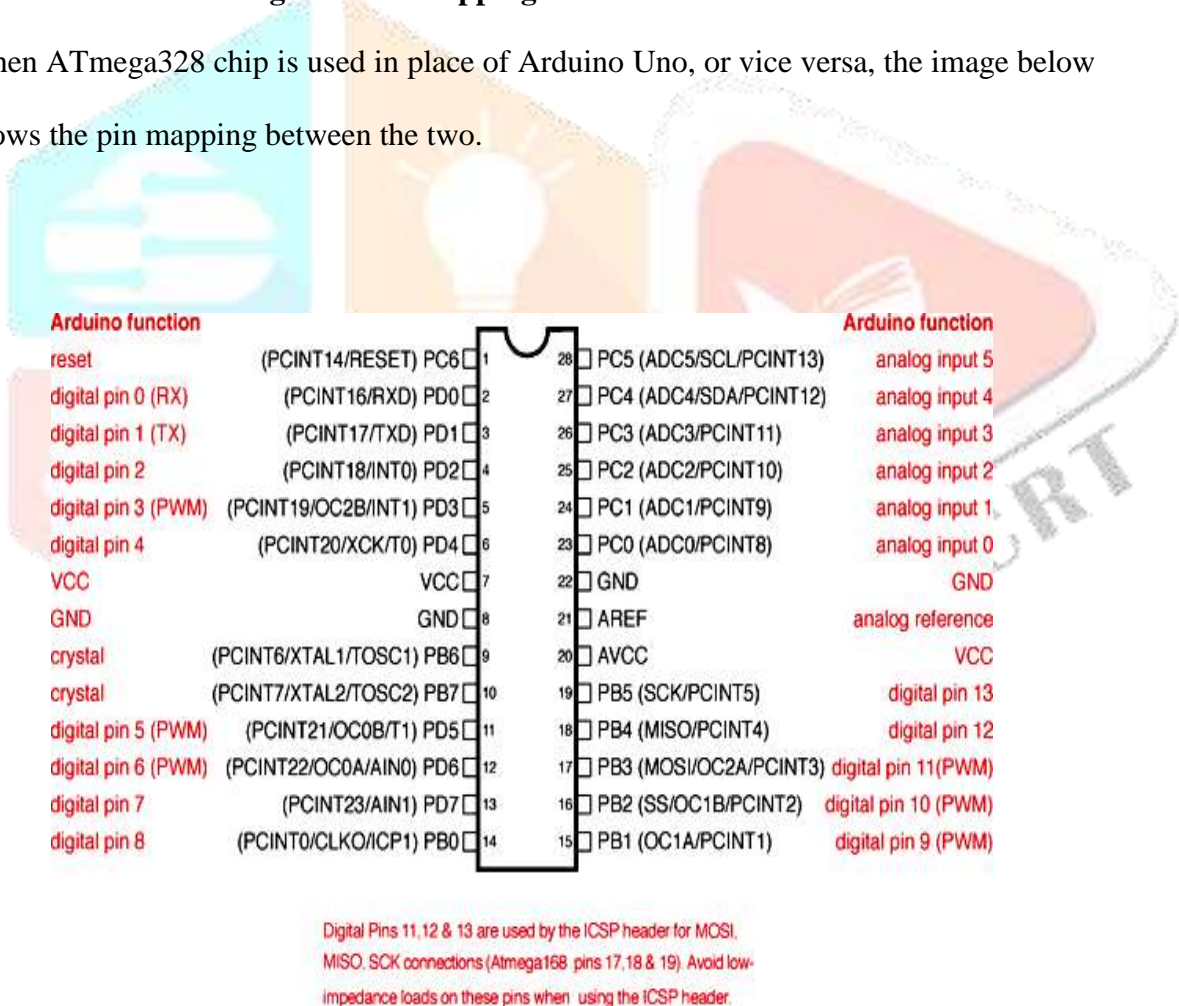 hen ATmega328 chip is used in place of Arduino Uno, or vice versa, the image below
ows the pin mapping between the two.
Arduino function Arduino function
reset (PCINT14/RESET) PC6 1 28 PC5 (ADC5/SCL/PCINT13) analog input 5
digital pin 0 (RX) (PCINT16/RXD) PD0 2 27 PC4 (ADC4/SDA/PCINT12) analog input 4
digital pin 1 (TX) (PCINT17/TXD) PD1 3 26 PC3 (ADC3/PCINT11) analog input 3
digital pin 2 (PCINT18/INT0) PD2 4 25 PC2 (ADC2/PCINT10) analog input 2
digital pin 3 (PWM) (PCINT19/OC2B/INT1) PD3 5 24 PC1 (ADC1/PCINT9) analog input 1
digital pin 4 (PCINT20/XCK/T0) PD4 6 23 PC0 (ADC0/PCINT8) analog input 0
VCC VCC 7 22 GND GND
GND GND 8 21 AREF analog reference
crystal (PCINT6/XTAL1/TOSC1) PB6 9 20 AVCC VCC
crystal (PCINT7/XTAL2/TOSC2) PB7 10 19 PB5 (SCK/PCINT5) digital pin 13
digital pin 5 (PWM) (PCINT21/OC0B/T1) PD5 11 18 PB4 (MISO/PCINT4) digital pin 12
digital pin 6 (PWM) (PCINT22/OC0A/AIN0) PD6 12 17 PB3 (MOSI/OC2A/PCINT3) digital pin 11(PWM)
digital pin 7 (PCINT23/AIN1) PD7 13 16 PB2 (SS/OC1B/PCINT2) digital pin 10 (PWM)
digital pin 8 (PCINT0/CLKO/ICP1) PB0 14 15 PB1 (OC1A/PCINT1) digital pin 9 (PWM)
Digital Pins 11,12 & 13 are used by the ICSP header for MOSI,
MISO, SCK connections (Atmega168 pins 17,18 & 19). Avoid low-
impedance loads on these pins when using the ICSP header.